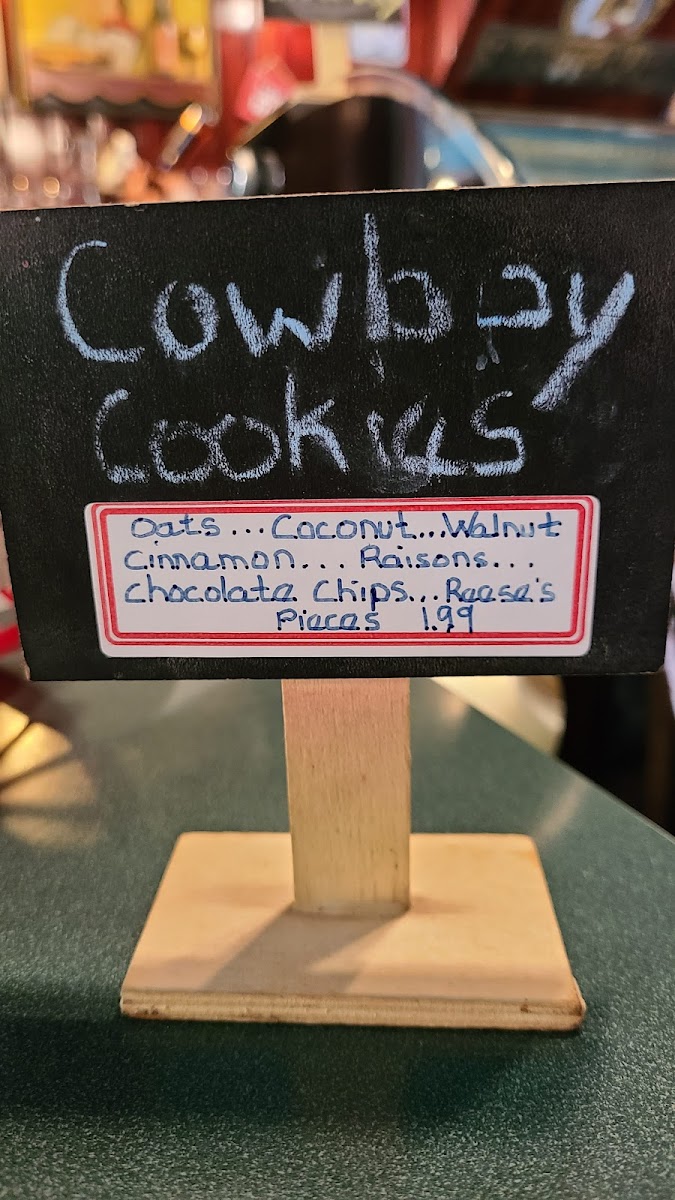 Cowboy
Cookies
Oats...Coconut...Walnut
Cinnamon... Raisons...
Chocolate Chips...Reese's
Pieces 1.99